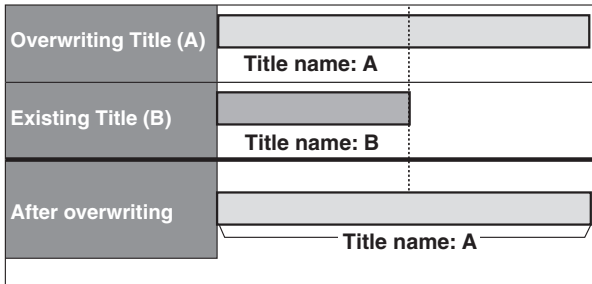 Overwriting Title (A)
Title name: A
Existing Title (B)
Title name: B
After overwriting
Title name: A